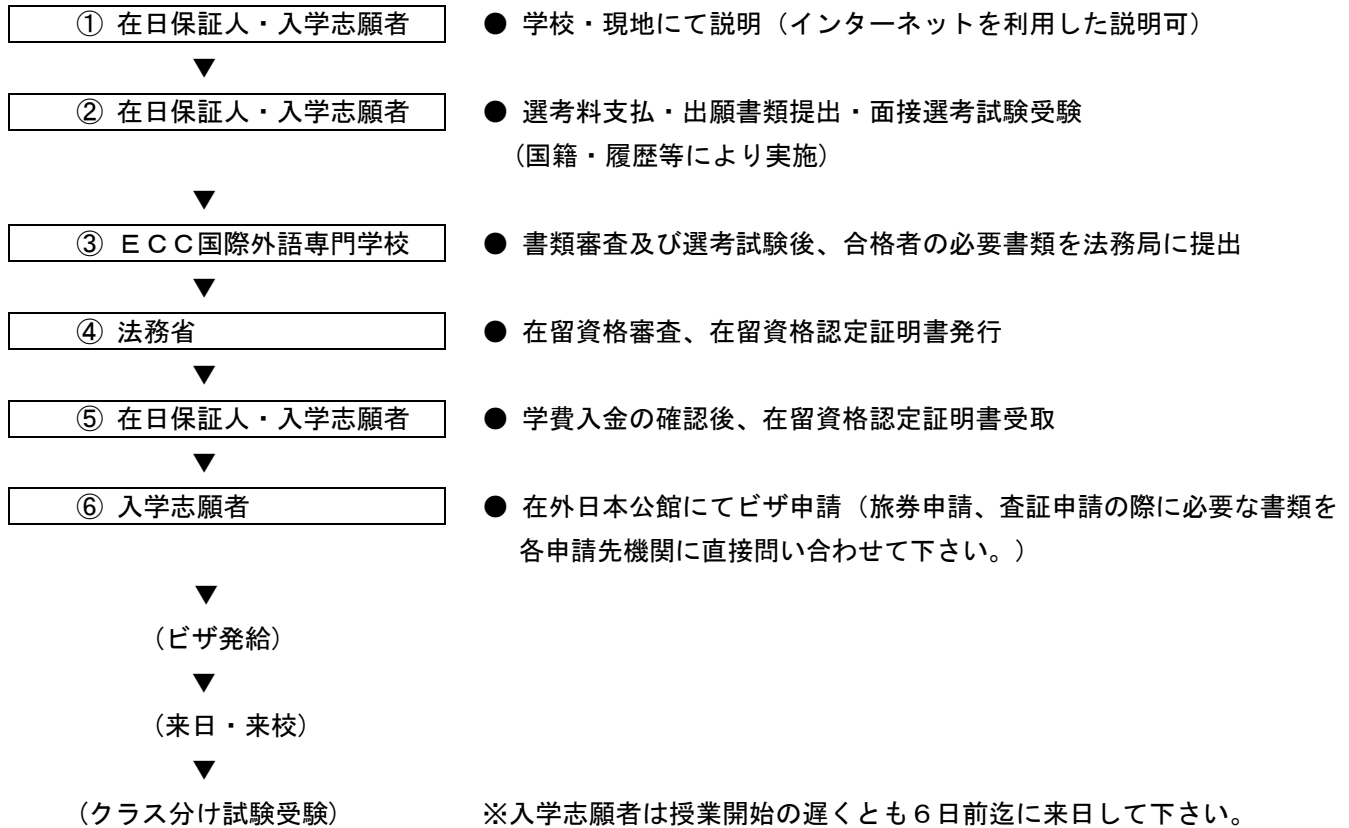 ① 在日保証人・入学志願者 ● 学校・現地にて説明（インターネットを利用した説明可）
▼
② 在日保証人・入学志願者 ● 選考料支払・出願書類提出・面接選考試験受験
（国籍・履歴等により実施）
▼
③ ＥＣＣ国際外語専門学校 ● 書類審査及び選考試験後、合格者の必要書類を法務局に提出
▼
④ 法務省 ● 在留資格審査、在留資格認定証明書発行
▼
⑤ 在日保証人・入学志願者 ● 学費入金の確認後、在留資格認定証明書受取
▼
⑥ 入学志願者 ● 在外日本公館にてビザ申請（旅券申請、査証申請の際に必要な書類を
各申請先機関に直接問い合わせて下さい。）
▼
（ビザ発給）
▼
（来日・来校）
▼
（クラス分け試験受験） ※入学志願者は授業開始の遅くとも６日前迄に来日して下さい。